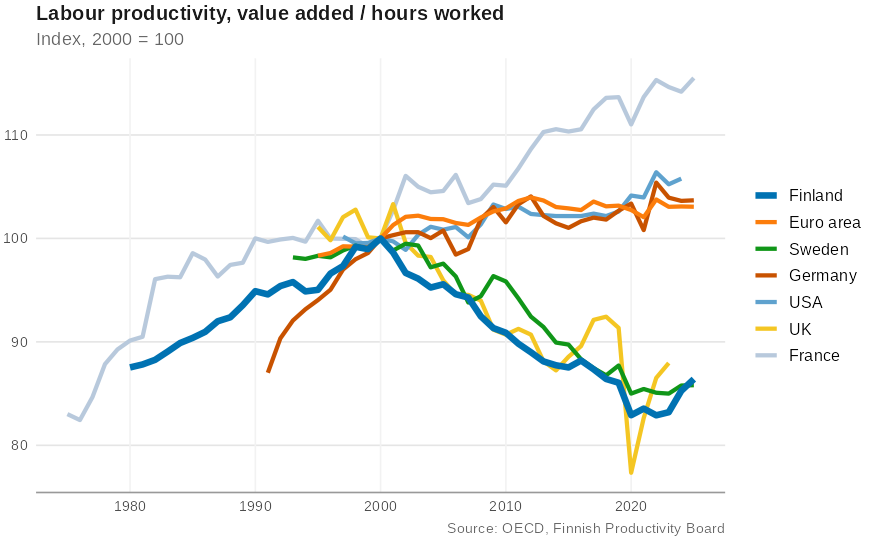 Labour productivity, value added / hours worked
Index, 2000 = 100
110
100
90
80
1980
1990
2000
2010
2020
Finland
Euro area
Sweden
Germany
USA
UK
France
Source: OECD, Finnish Productivity Board